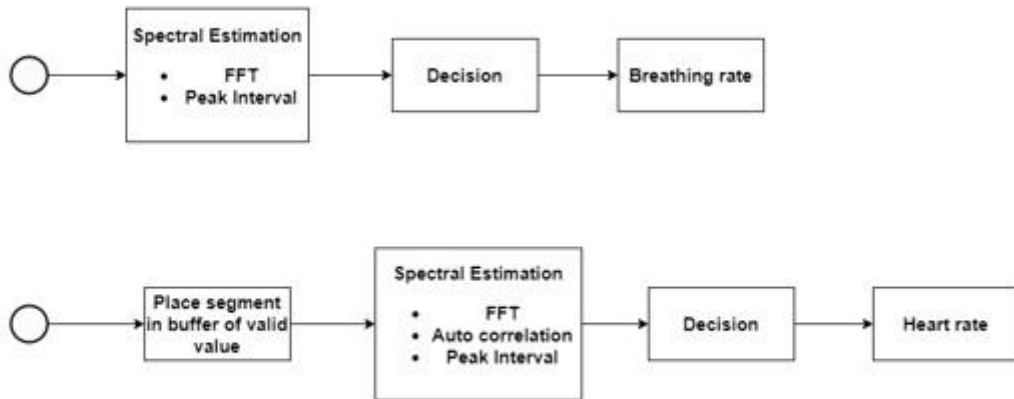 Spectral Estimation
• FFT
• Peak Interval
Decision
Breathing rate
Place segment
in buffer of valid
value
Spectral Estimation
• FFT
• Auto correlation
• Peak Interval
Decision
Heart rate